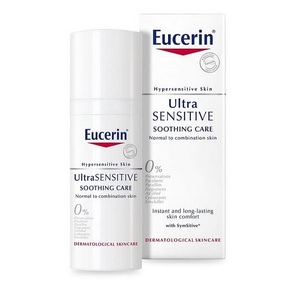 Hypersensitive Skin
Eucerin
UltraSENSITIVE
SOOTHING CARE
Normal to combination skin
0%
DERMATOLOGICAL SKINCARE
Eucerin
Hypersensitive Skin
Ultra
SENSITIVE
SOOTHING CARE
Normal to combination skin
0%
Instant and long-lasting
skin comfort
with SymSitive*
DERMATOLOGICAL SKINCARE